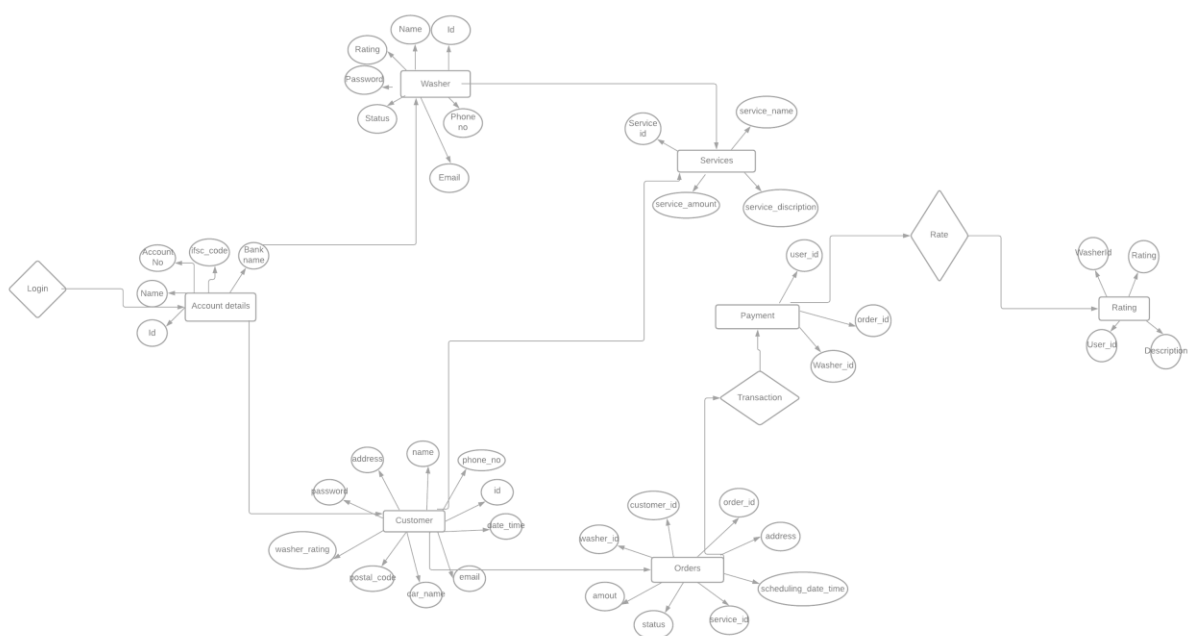 Name
Id
Rating
Password
Washer
Status
Phone
no
Email
service_name
Service
id
Services
service_amount
service_discription
Login
Account
No
ifsc_code
Bank
name
Name
Account details
Id
user_id
Payment
order_id
Washer_id
Rate
WasherId
Rating
Rating
User_id
Description
Transaction
address
name
phone_no
password
id
Customer
date_time
washer_rating
postal_code
car_name
email
customer_id
order_id
washer_id
address
Orders
scheduling_date_time
amout
status
service_id